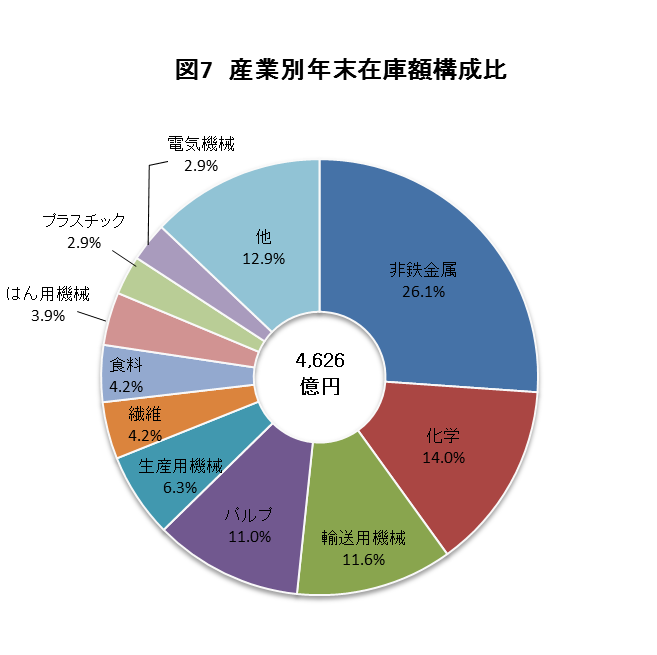 図7 産業別年末在庫額構成比
電気機械
2.9%
プラスチック
2.9%
はん用機械
3.9%
食料
4.2%
繊維
4.2%
生産用機械
6.3%
パルプ
11.0%
輸送用機械
11.6%
化学
14.0%
非鉄金属
26.1%
他
12.9%
4,626
億円